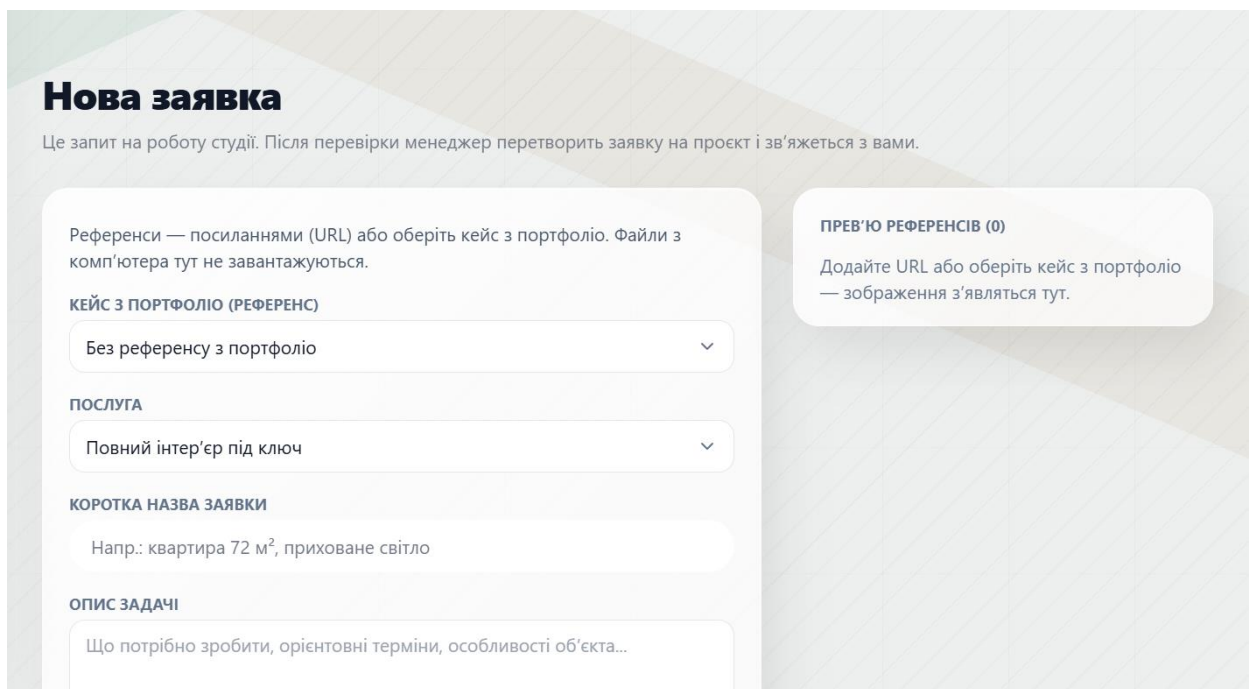 Нова заявка
Це запит на роботу студії. Після перевірки менеджер перетворить заявку на проєкт і зв’яжеться з вами.
Референси — посиланнями (URL) або оберіть кейс з портфоліо. Файли з
комп’ютера тут не завантажуються.
КЕЙС З ПОРТФОЛІО (РЕФЕРЕНС)
Без референсу з портфоліо
ПОСЛУГА
Повний інтер’єр під ключ
КОРОТКА НАЗВА ЗАЯВКИ
Напр.: квартира 72 м², приховане світло
ОПИС ЗАДАЧІ
Що потрібно зробити, орієнтовні терміни, особливості об’єкта...
ПРЕВ’Ю РЕФЕРЕНСІВ (0)
Додайте URL або оберіть кейс з портфоліо
— зображення з’являться тут.